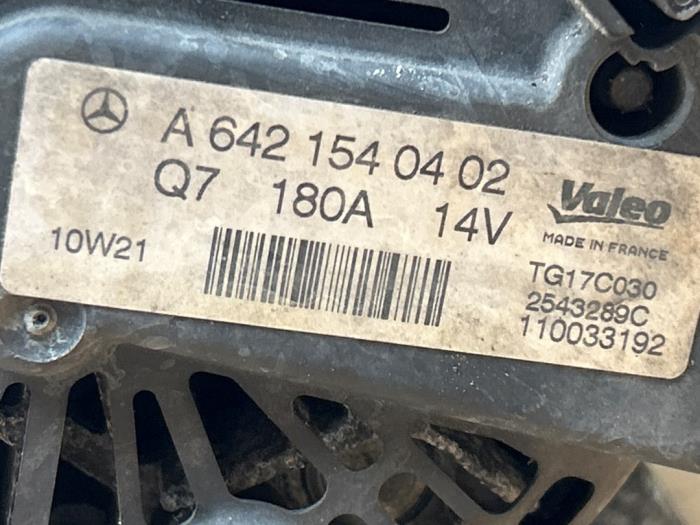 A 642 154 04 02
Q7 180A 14V
10W21
Valeo
MADE IN FRANCE
TG17C030
2543289C
110033192